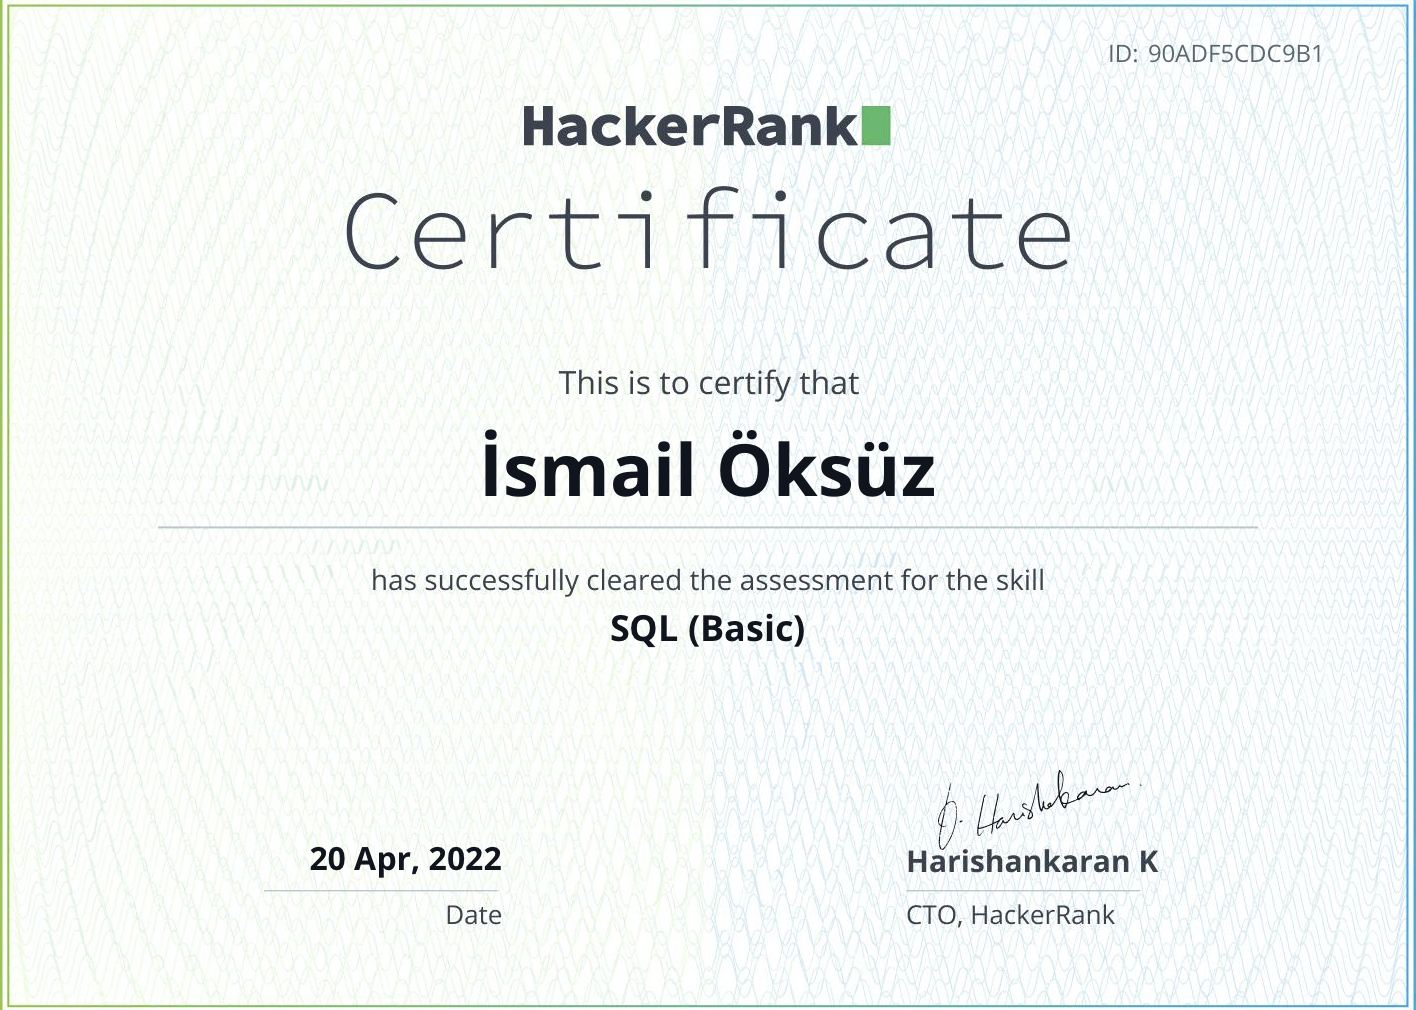 ID: 90ADF5CDC9B1
HackerRank
Certificate
This is to certify that
İsmail Öksüz
has successfully cleared the assessment for the skill
SQL (Basic)
20 Apr, 2022
Date
Harishankaran
Harishankaran K
CTO, HackerRank